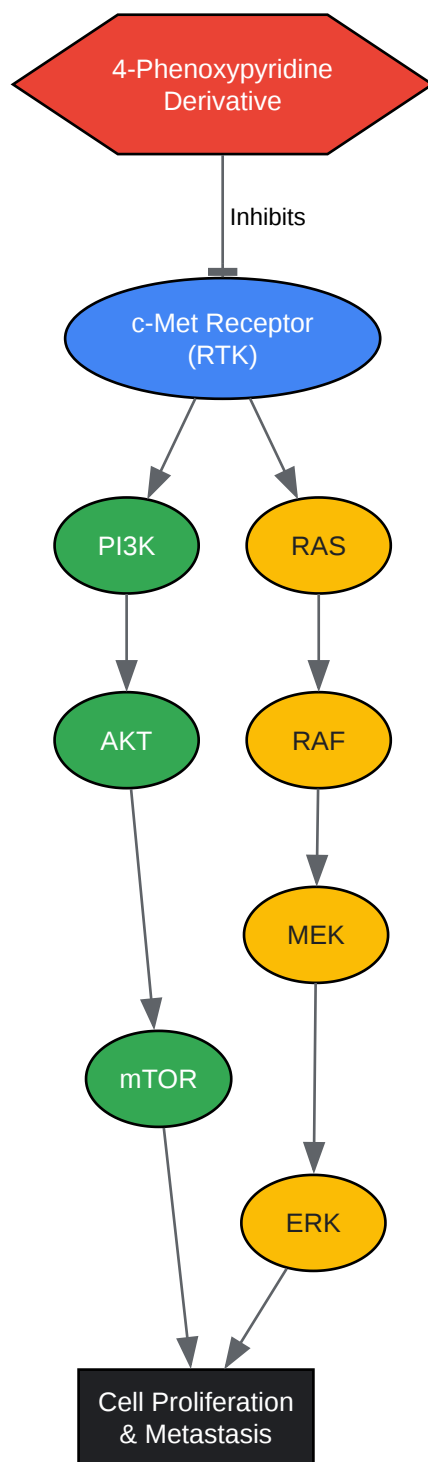 4-Phenoxypyridine
Derivative
Inhibits
c-Met Receptor
(RTK)
PI3K
RAS
AKT
RAF
MEK
mTOR
ERK
Cell Proliferation
& Metastasis